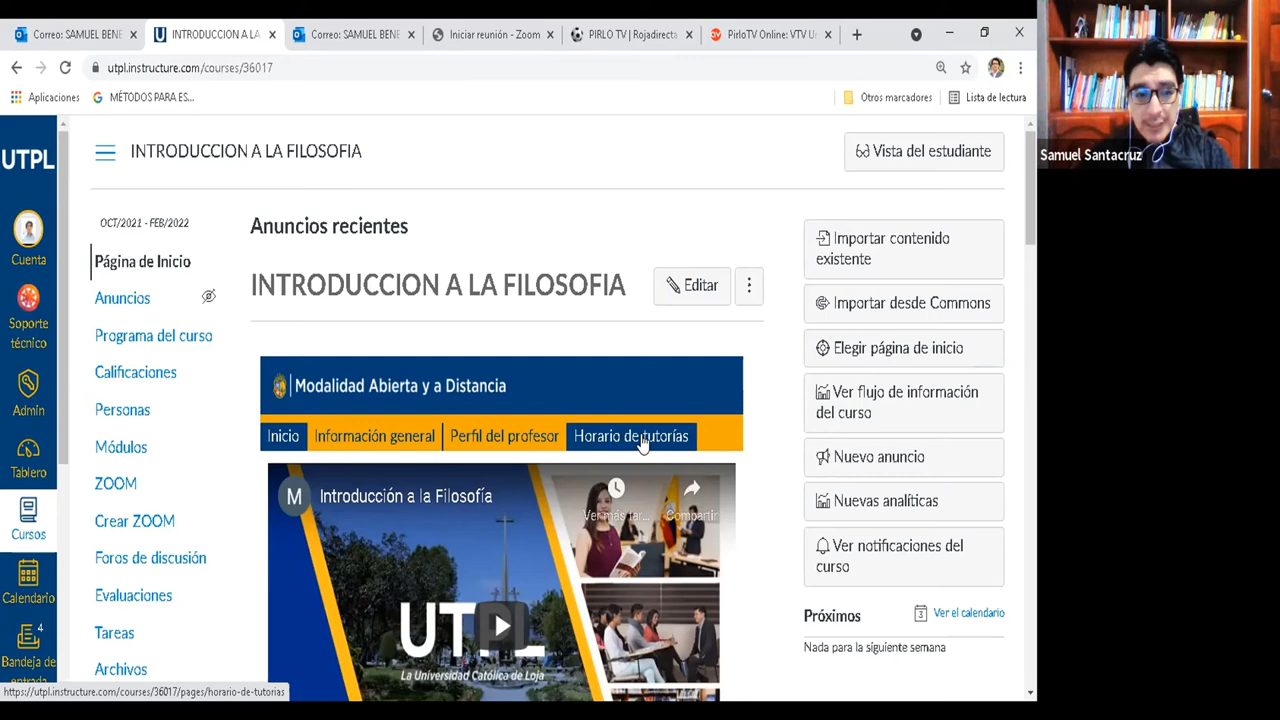 Correo: SAMUEL BENE
INTRODUCCION A LA
Correo: SAMUEL BENE
Iniciar reunión - Zoom
PIRLO TV | Rojadirecta
PirloTV Online: VTV U
utpl.instructure.com/courses/36017
Aplicaciones
MÉTODOS PARA ES...
Otros marcadores
Lista de lectura
UTPL
Cuenta
Soporte
técnico
Admin
Tablero
Cursos
Calendario
4
Bandeja de
entrada
INTRODUCCION A LA FILOSOFIA
Vista del estudiante
OCT/2021 - FEB/2022
Página de Inicio
Anuncios
Programa del curso
Calificaciones
Personas
Módulos
ZOOM
Crear ZOOM
Foros de discusión
Evaluaciones
Tareas
Archivos
Anuncios recientes
INTRODUCCION A LA FILOSOFIA
Editar
Modalidad Abierta y a Distancia
Inicio
Información general
Perfil del profesor
Horario de tutorías
M
Introducción a la Filosofía
Ver más tar...
Compartir
UTPL
La Universidad Católica de Loja
Importar contenido
existente
Importar desde Commons
Elegir página de inicio
Ver flujo de información
del curso
Nuevo anuncio
Nuevas analíticas
Ver notificaciones del
curso
Próximos
3
Ver el calendario
Nada para la siguiente semana
https://utpl.instructure.com/courses/36017/pages/horario-de-tutorias
Samuel Santacruz